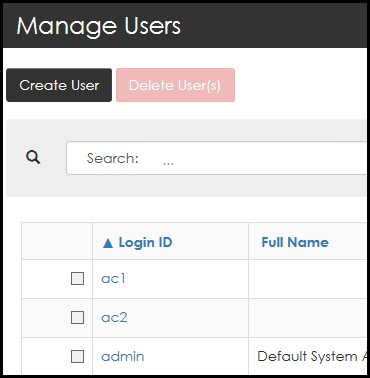 Manage Users
Create User Delete User(s)
Search: ...
▲ Login ID Full Name
ac1
ac2
admin Default System